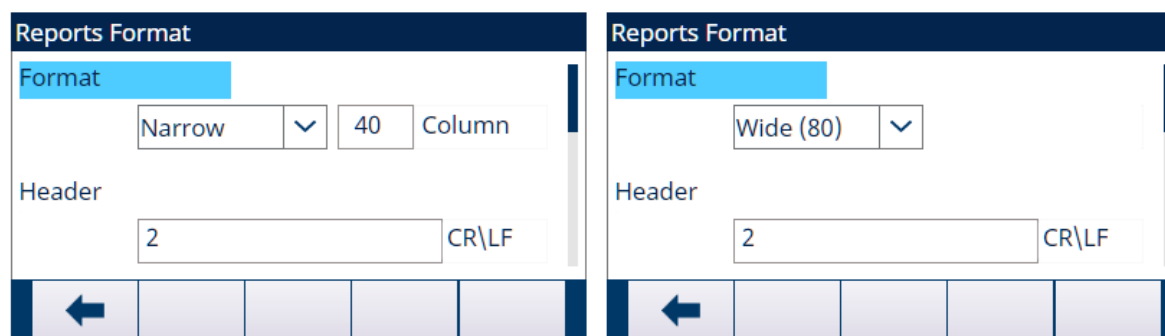 Reports Format
Format
Narrow 40 Column
Header
2 CR\LF
Reports Format
Format
Wide (80)
Header
2 CR\LF